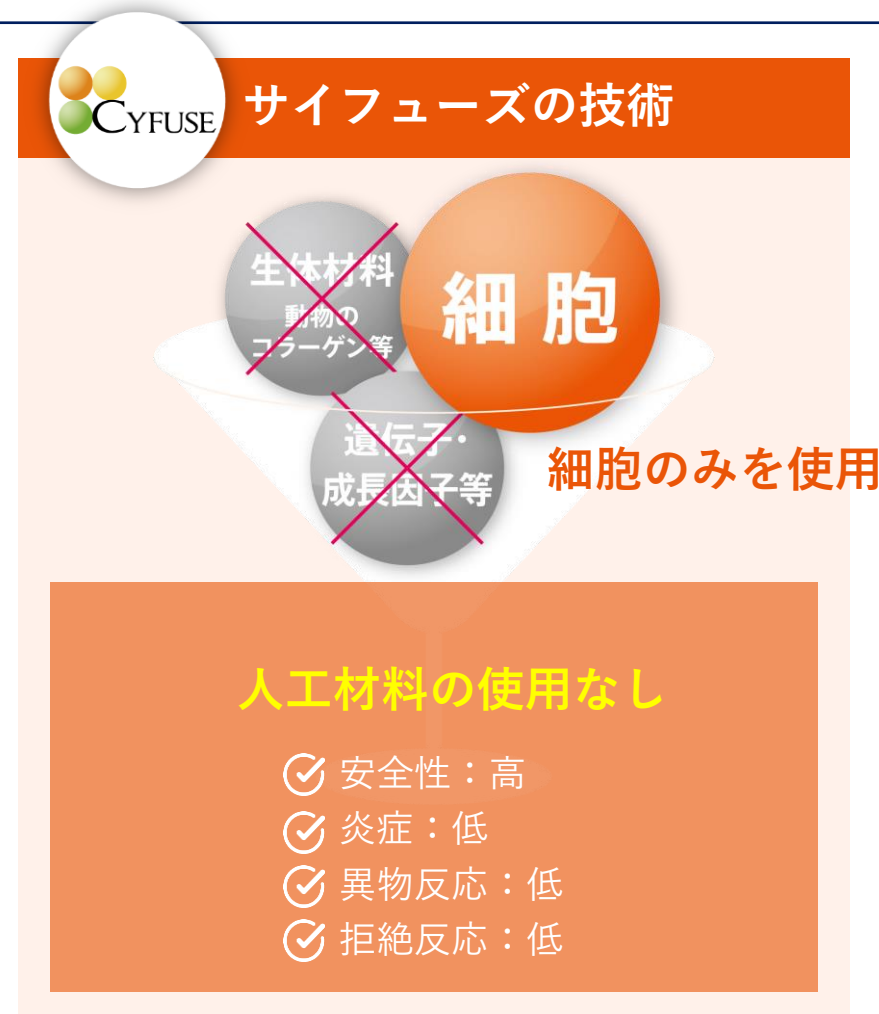 CYFUSE
サイフューズの技術
生体材料
動物の
コラーゲン等
細 胞
遺伝子・
成長因子等
細胞のみを使用
人工材料の使用なし
安全性：高
炎症：低
異物反応：低
拒絶反応：低